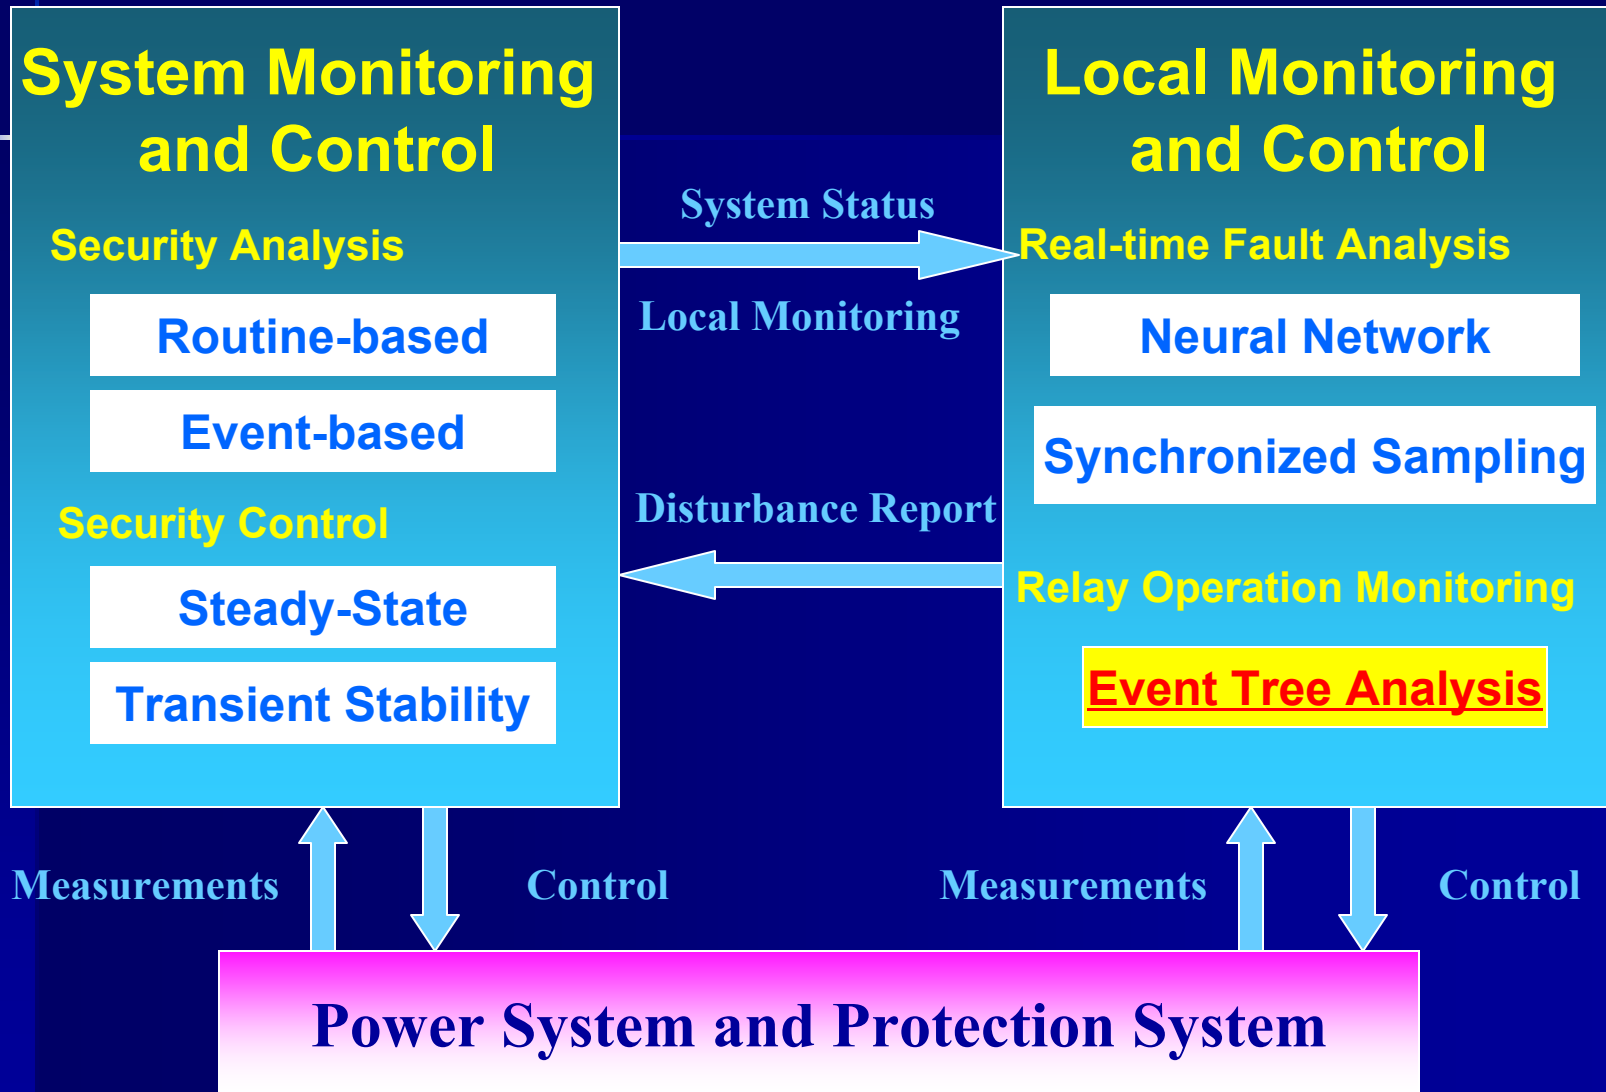 System Monitoring
and Control
Security Analysis
Routine-based
Event-based
Security Control
Steady-State
Transient Stability
System Status
Local Monitoring
Disturbance Report
Local Monitoring
and Control
Real-time Fault Analysis
Neural Network
Synchronized Sampling
Relay Operation Monitoring
Event Tree Analysis
Measurements
Control
Measurements
Control
Power System and Protection System